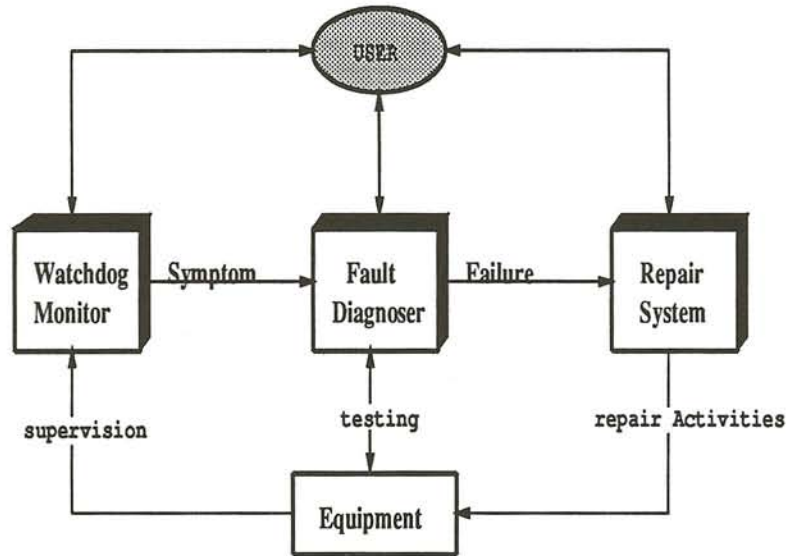 USER
Watchdog
Monitor
Symptom
Fault
Diagnoser
Failure
Repair
System
supervision
testing
repair Activities
Equipment